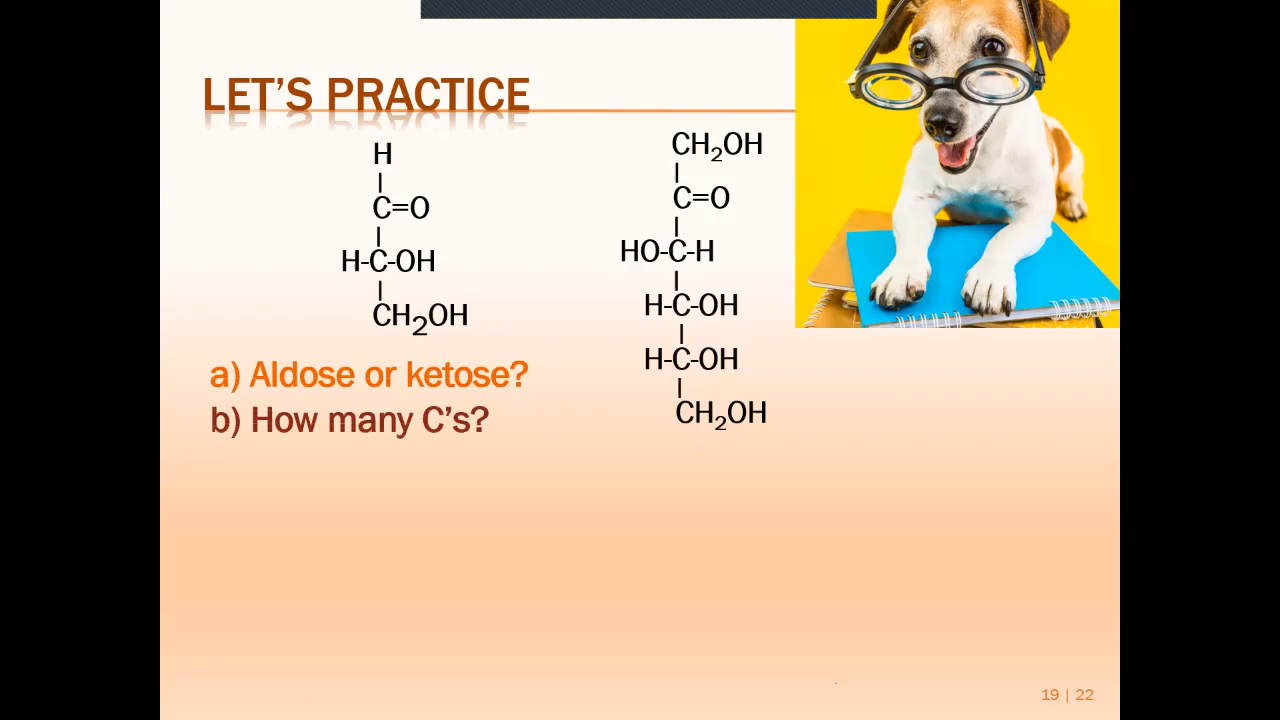 LET'S PRACTICE
H
|
C=O
|
H-C-OH
|
CH2OH
a) Aldose or ketose?
b) How many C's?
CH2OH
|
C=O
|
HO-C-H
|
H-C-OH
|
H-C-OH
|
CH2OH
19 | 22